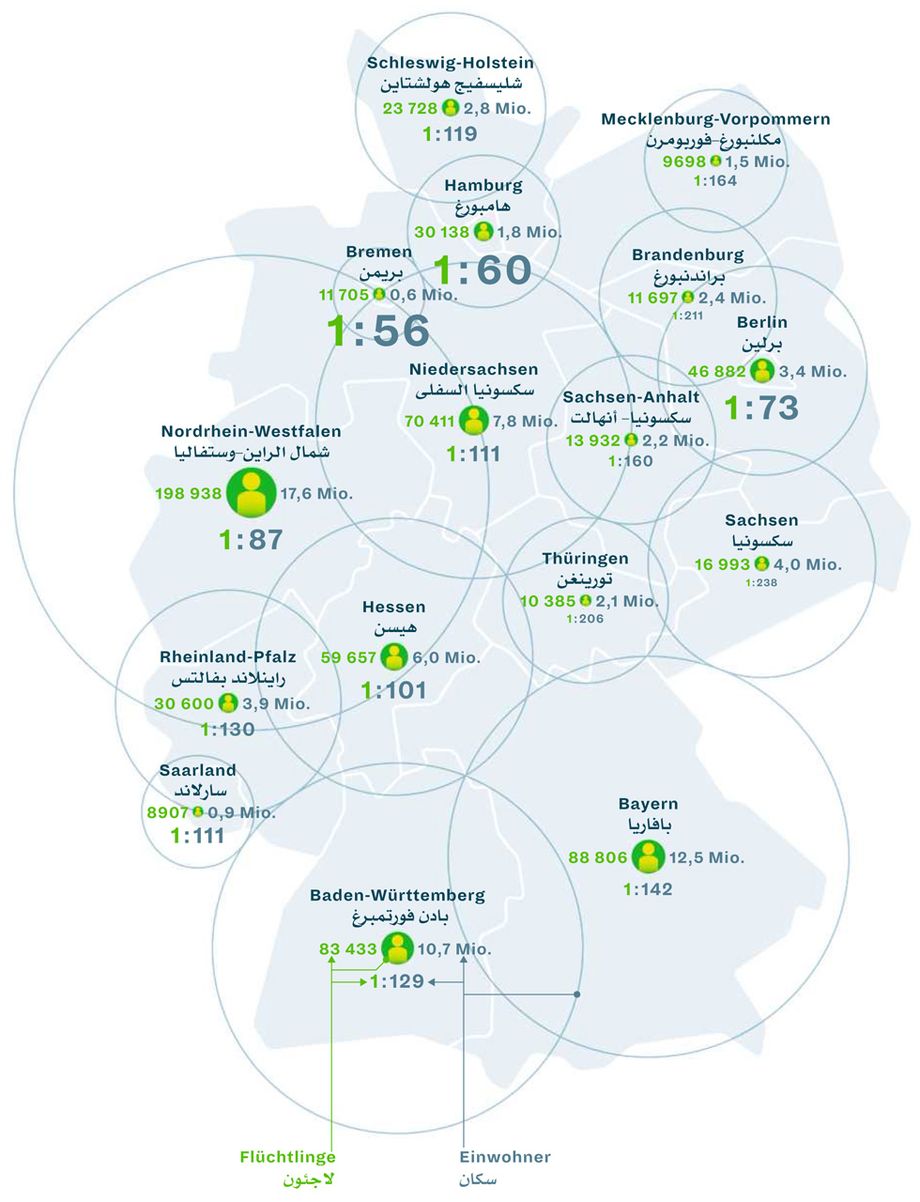 Schleswig-Holstein
شليسفيج هولشتاين
23 728 2,8 Mio.
1:119
Mecklenburg-Vorpommern
مكلنبورغ-فوربومرن
9698 1,5 Mio.
1:164
Hamburg
هامبورغ
30 138 1,8 Mio.
1:60
Bremen
بريمن
11 705 0,6 Mio.
1:56
Brandenburg
براندنبورغ
11 697 2,4 Mio.
1:211
Berlin
برلين
46 882 3,4 Mio.
1:73
Niedersachsen
سكسونيا السفلى
70 411 7,8 Mio.
1:111
Sachsen-Anhalt
سكسونيا- أنهالت
13 932 2,2 Mio.
1:160
Nordrhein-Westfalen
شمال الراين-وستفاليا
198 938 17,6 Mio.
1:87
Sachsen
سكسونيا
16 993 4,0 Mio.
1:238
Thüringen
تورينغن
10 385 2,1 Mio.
1:206
Hessen
هيسن
59 657 6,0 Mio.
1:101
Rheinland-Pfalz
راينلاند بفالتس
30 600 3,9 Mio.
1:130
Saarland
سارلاند
8907 0,9 Mio.
1:111
Bayern
بافاريا
88 806 12,5 Mio.
1:142
Baden-Württemberg
بادن فورتمبرغ
83 433 10,7 Mio.
1:129
Flüchtlinge
لاجئون
Einwohner
سكان